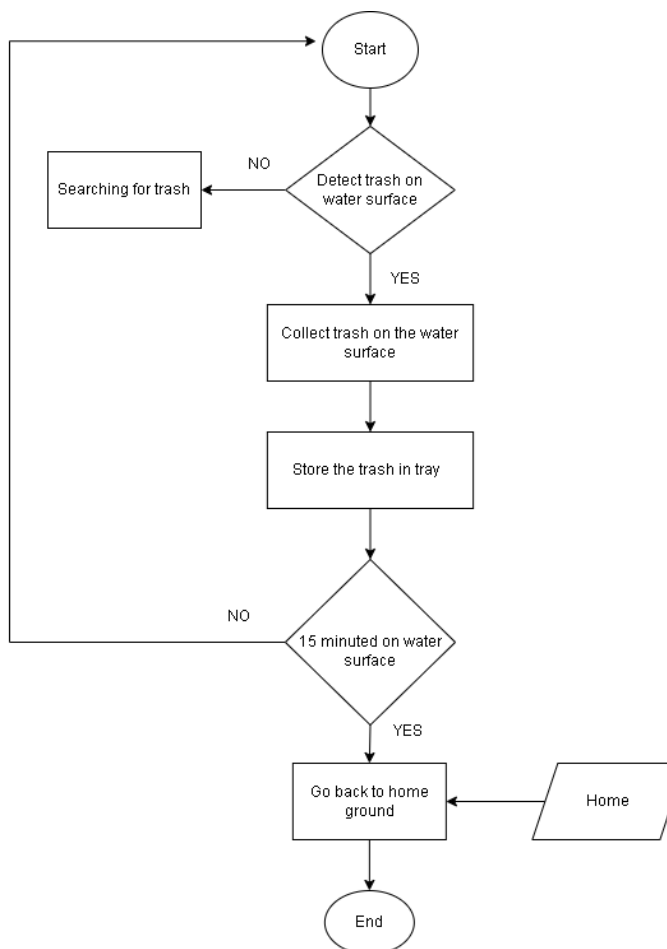 Start
NO
Detect trash on
water surface
Searching for trash
YES
Collect trash on the water
surface
Store the trash in tray
NO
15 minuted on water
surface
YES
Go back to home
ground
Home
End